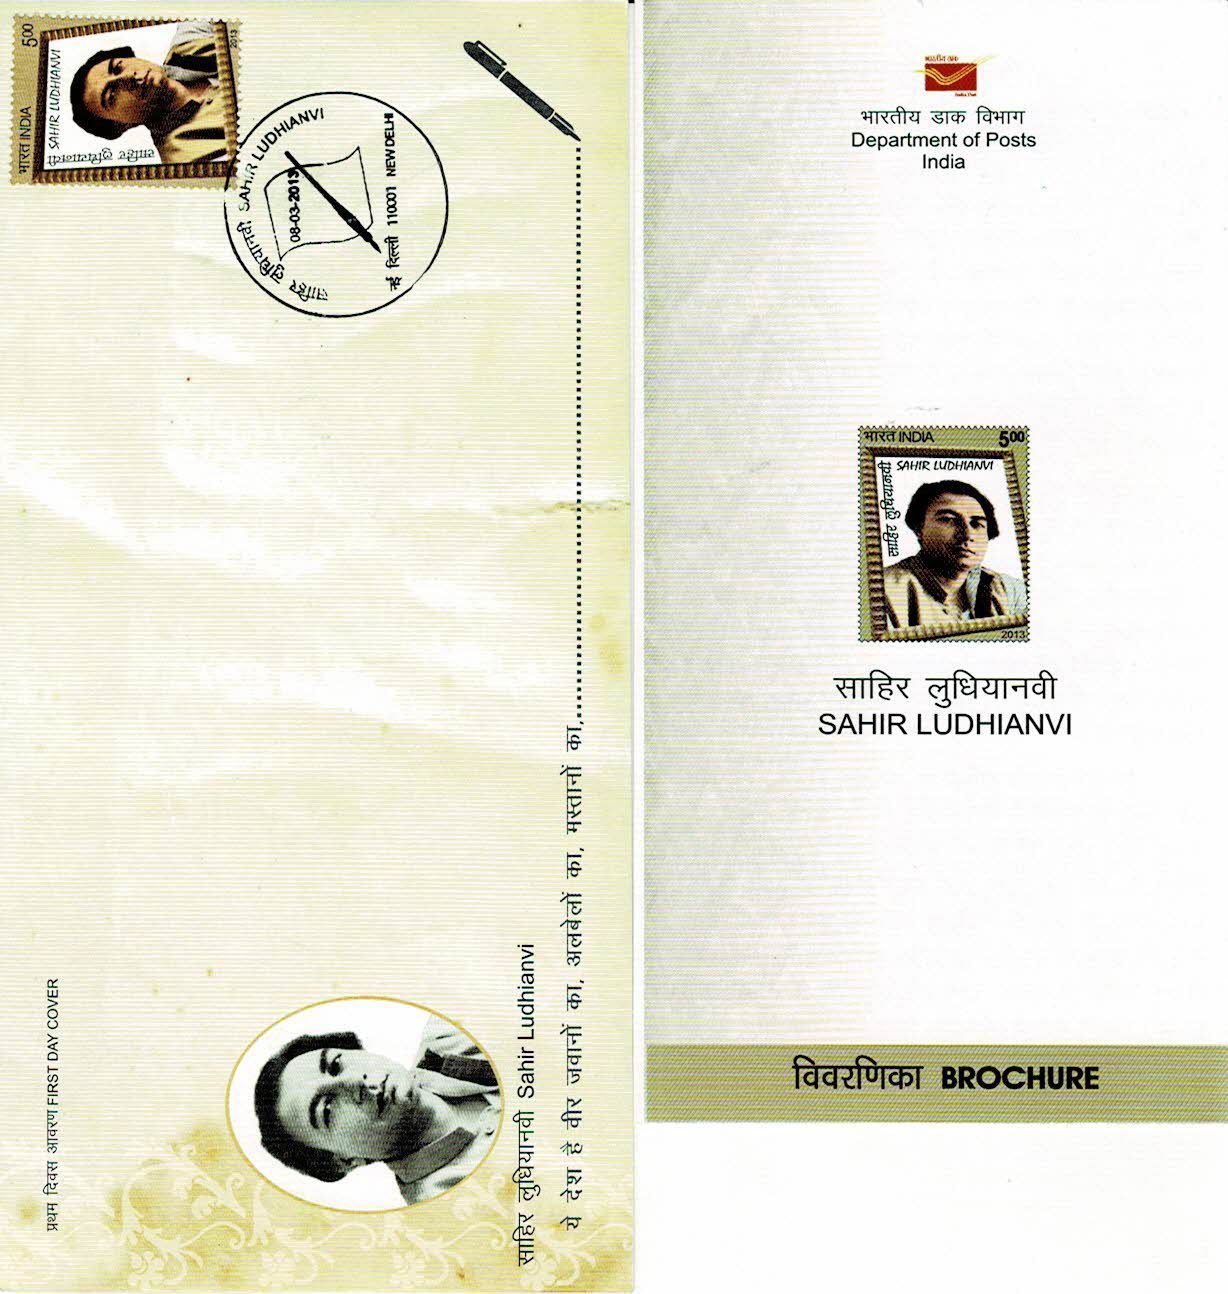 प्रथम दिवस आवरण FIRST DAY COVER
भारत INDIA 5.00
SAHIR LUDHIANVI
साहिर लुधियानवी
2013
साहिर लुधियानवी SAHIR LUDHIANVI
08-03-2013
नई दिल्ली 110001 NEW DELHI
साहिर लुधियानवी Sahir Ludhianvi
ये देश है वीर जवानों का, अलबेलों का, मस्तानों का,
भारतीय डाक विभाग
Department of Posts
India
भारत INDIA 5.00
SAHIR LUDHIANVI
साहिर लुधियानवी
2013
साहिर लुधियानवी
SAHIR LUDHIANVI
विवरणिका BROCHURE